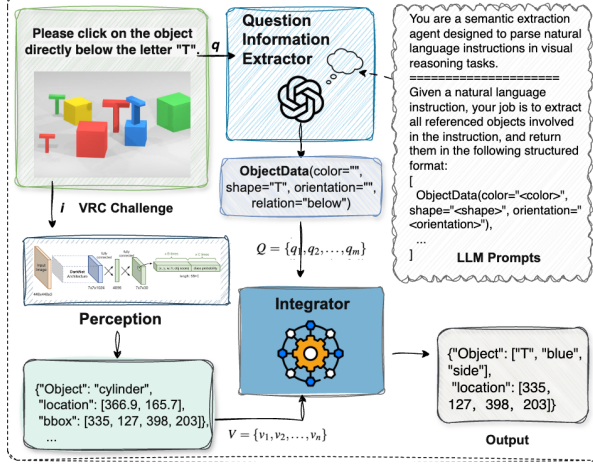 Please click on the object
directly below the letter "T".
q
Question
Information
Extractor
You are a semantic extraction
agent designed to parse natural
language instructions in visual
reasoning tasks.
=====================
Given a natural language
instruction, your job is to extract
all referenced objects involved
in the instruction, and return
them in the following structured
format:
[
ObjectData(color="<color>",
shape="<shape>", orientation="
<orientation>"),
...
]
LLM Prompts
ObjectData(color="",
shape="T", orientation="",
relation="below")
i VRC Challenge
Q = {q1, q2, . . . , qm}
Perception
Integrator
{"Object": "cylinder",
"location": [366.9, 165.7],
"bbox": [335, 127, 398, 203]},
...
V = {v1, v2, . . . , vn}
{"Object": ["T", "blue",
"side"],
"location": [335,
127, 398, 203]}
Output